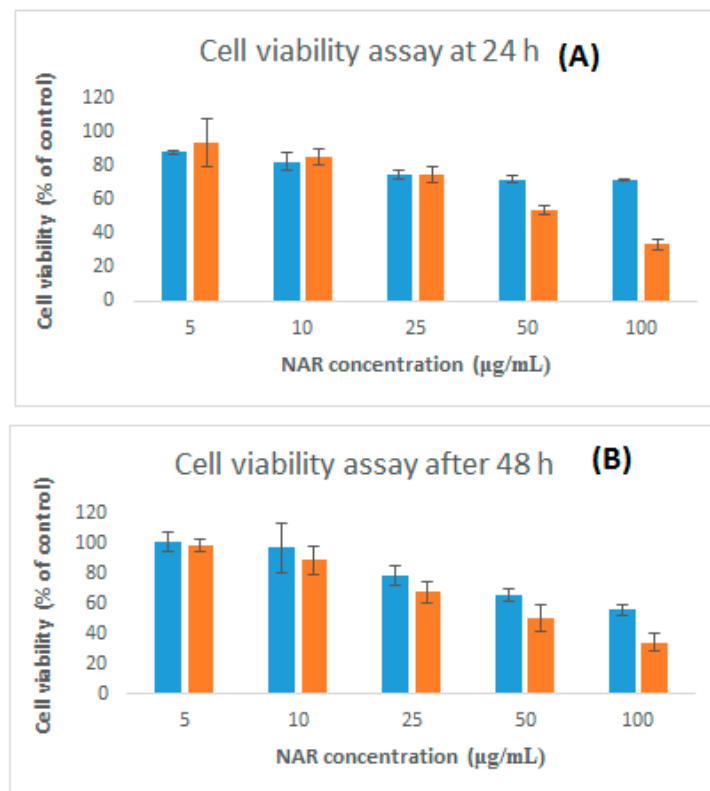 Cell viability assay at 24 h (A)
Cell viability (% of control)
120
100
80
60
40
20
0
5 10 25 50 100
NAR concentration (µg/mL)
Cell viability assay after 48 h (B)
Cell viability (% of control)
120
100
80
60
40
20
0
5 10 25 50 100
NAR concentration (µg/mL)